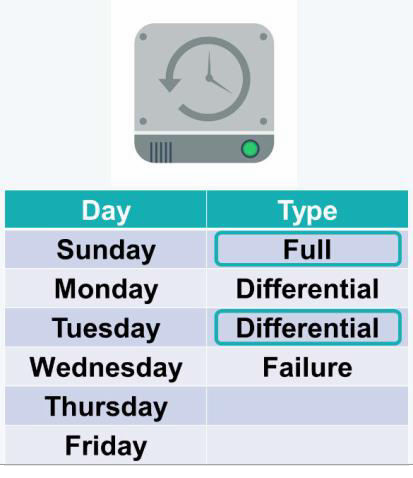 Day Type
Sunday Full
Monday Differential
Tuesday Differential
Wednesday Failure
Thursday
Friday